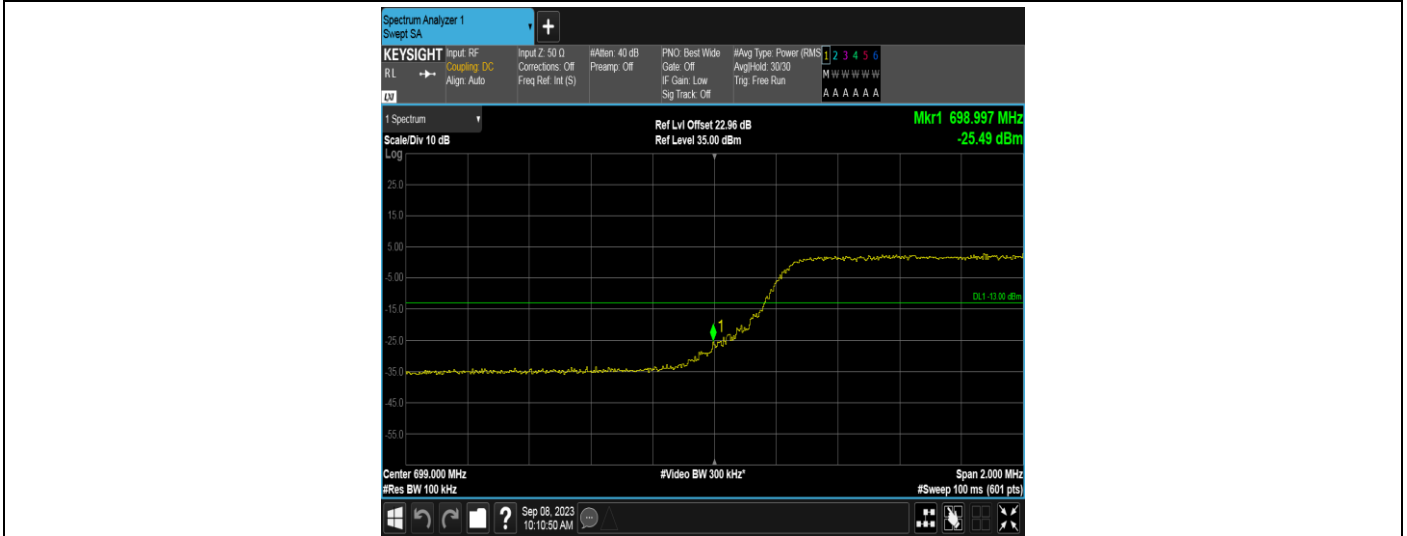 Spectrum Analyzer 1
Swept SA
+
KEYSIGHT
RL
LXI
Input: RF
Coupling: DC
Align: Auto
Input Z: 50 Ω
Corrections: Off
Freq Ref: Int (S)
#Atten: 40 dB
Preamp: Off
PNO: Best Wide
Gate: Off
IF Gain: Low
Sig Track: Off
#Avg Type: Power (RMS
Avg|Hold: 30/30
Trig: Free Run
1 2 3 4 5 6
M W W W W W
A A A A A A
1 Spectrum
Scale/Div 10 dB
Ref Lvl Offset 22.96 dB
Ref Level 35.00 dBm
Mkr1 698.997 MHz
-25.49 dBm
Log
25.0
15.0
5.00
-5.00
DL1 -13.00 dBm
-15.0
1
-25.0
-35.0
-45.0
-55.0
Center 699.000 MHz
#Video BW 300 kHz*
Span 2.000 MHz
#Res BW 100 kHz
#Sweep 100 ms (601 pts)
?
Sep 08, 2023
10:10:50 AM